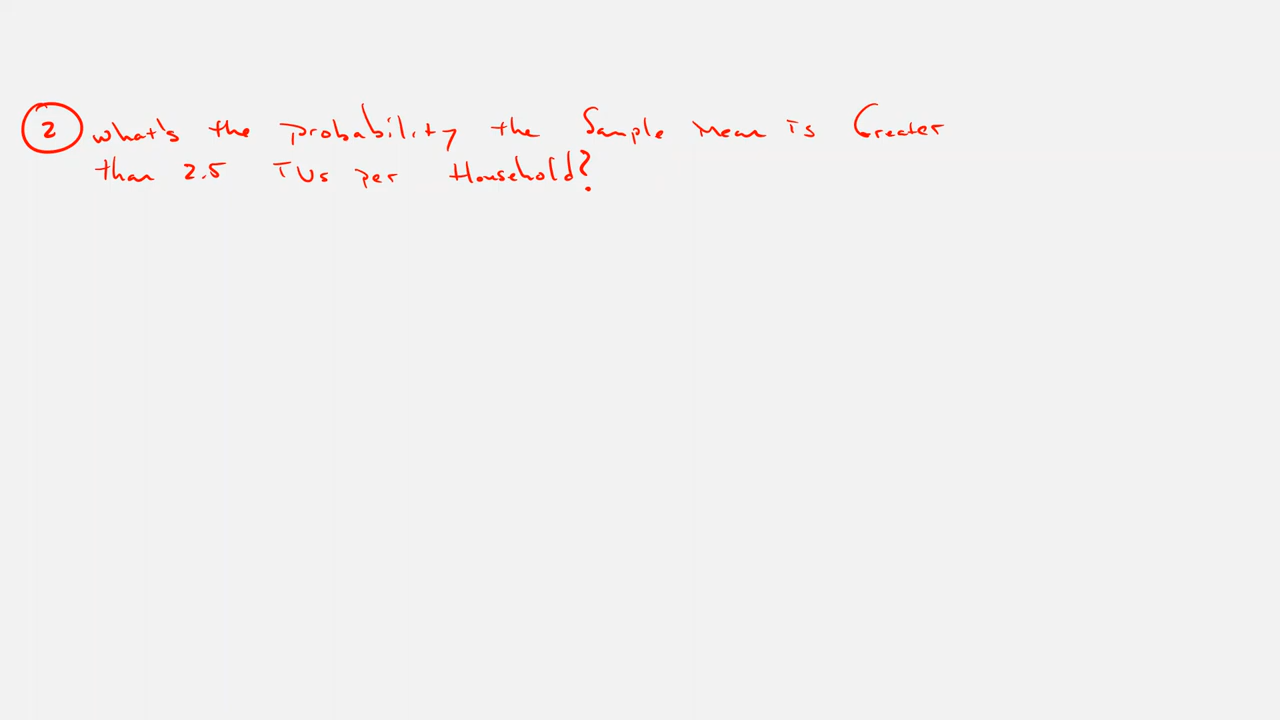 2 what's the probability the Sample Mean is Greater
than 2.5 TVs per Household?